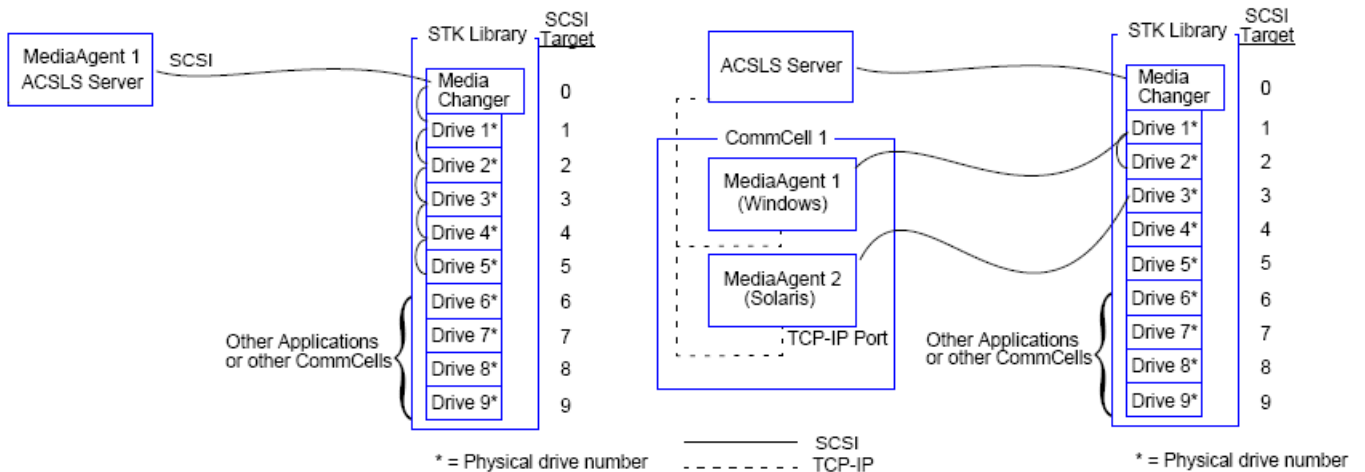 MediaAgent 1
ACSLS Server
SCSI
STK Library
SCSI
Target
Media
Changer
0
Drive 1*
1
Drive 2*
2
Drive 3*
3
Drive 4*
4
Drive 5*
5
Drive 6*
6
Drive 7*
7
Drive 8*
8
Drive 9*
9
Other Applications
or other CommCells
* = Physical drive number
ACSLS Server
CommCell 1
MediaAgent 1
(Windows)
MediaAgent 2
(Solaris)
TCP-IP Port
SCSI
TCP-IP
STK Library
SCSI
Target
Media
Changer
0
Drive 1*
1
Drive 2*
2
Drive 3*
3
Drive 4*
4
Drive 5*
5
Drive 6*
6
Drive 7*
7
Drive 8*
8
Drive 9*
9
Other Applications
or other CommCells
* = Physical drive number